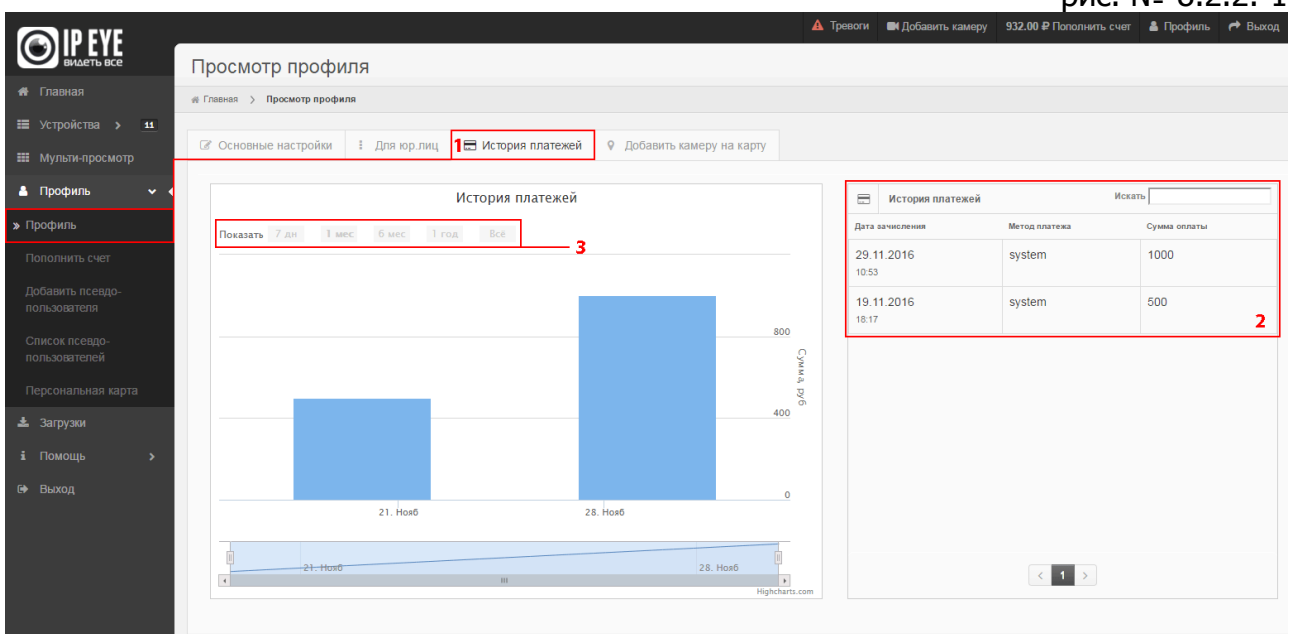 рис. № 6.2.2. 1
IP EYE
видеть все
Тревоги Добавить камеру 932.00 ₽ Пополнить счет Профиль Выход
Просмотр профиля
Главная > Просмотр профиля
Главная
Устройства > 11
Мульти-просмотр
Профиль
» Профиль
Пополнить счет
Добавить псевдо-
пользователя
Список псевдо-
пользователей
Персональная карта
Загрузки
Помощь >
Выход
Основные настройки Для юр.лиц 1 История платежей Добавить камеру на карту
История платежей
Показать 7 дн 1 мес 6 мес 1 год Всё
3
800
400
0
Сумма, руб
21. Нояб 28. Нояб
21. Нояб 28. Нояб
Highcharts.com
История платежей Искать
Дата зачисления Метод платежа Сумма оплаты
29.11.2016 system 1000
10:53
19.11.2016 system 500
18:17
2
< 1 >